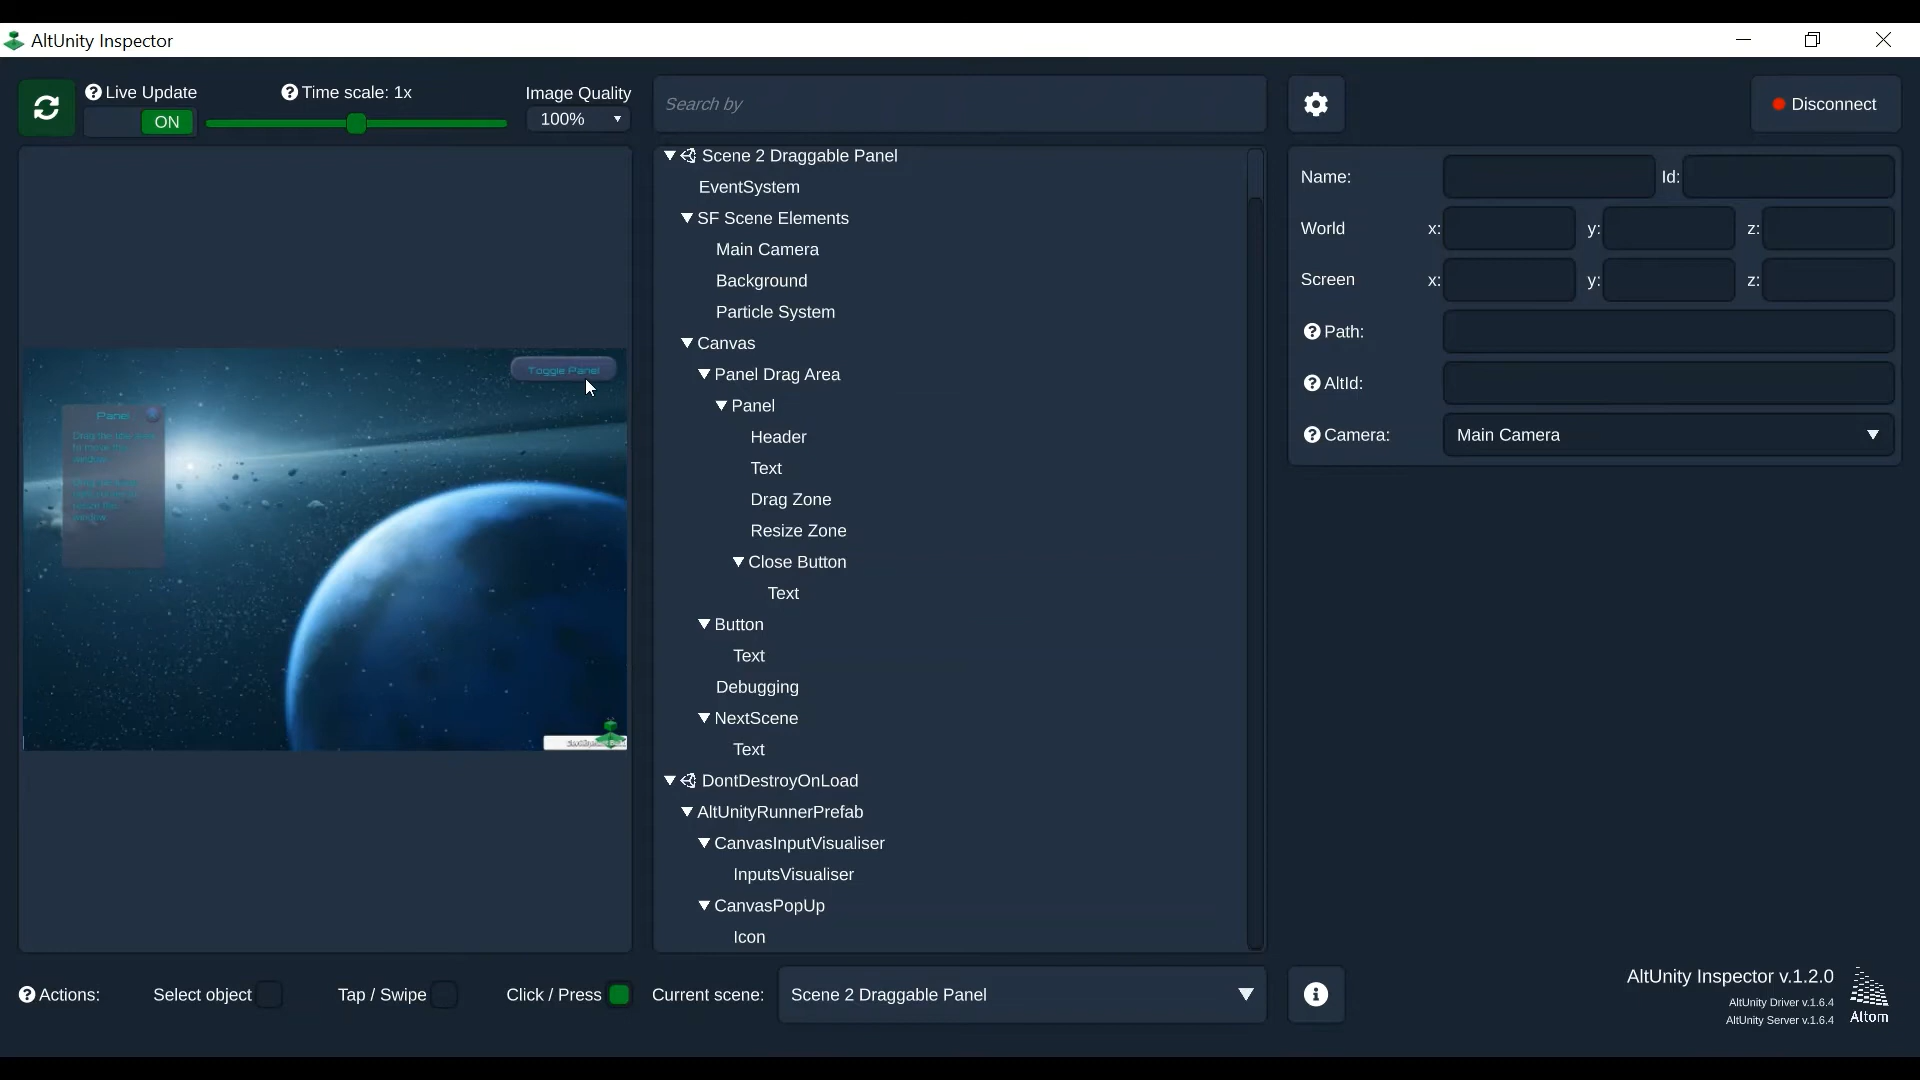 AltUnity Inspector
Live Update
ON
Time scale: 1x
Image Quality
100%
Search by
Disconnect
Scene 2 Draggable Panel
EventSystem
SF Scene Elements
Main Camera
Background
Particle System
Canvas
Panel Drag Area
Panel
Header
Text
Drag Zone
Resize Zone
Close Button
Text
Button
Text
Debugging
NextScene
Text
DontDestroyOnLoad
AltUnityRunnerPrefab
CanvasInputVisualiser
InputsVisualiser
CanvasPopUp
Icon
Toggle Panel
Panel
Name:
Id:
World
x:
y:
z:
Screen
x:
y:
z:
Path:
AltId:
Camera:
Main Camera
Actions:
Select object
Tap / Swipe
Click / Press
Current scene:
Scene 2 Draggable Panel
AltUnity Inspector v.1.2.0
AltUnity Driver v.1.6.4
AltUnity Server v.1.6.4
Altom